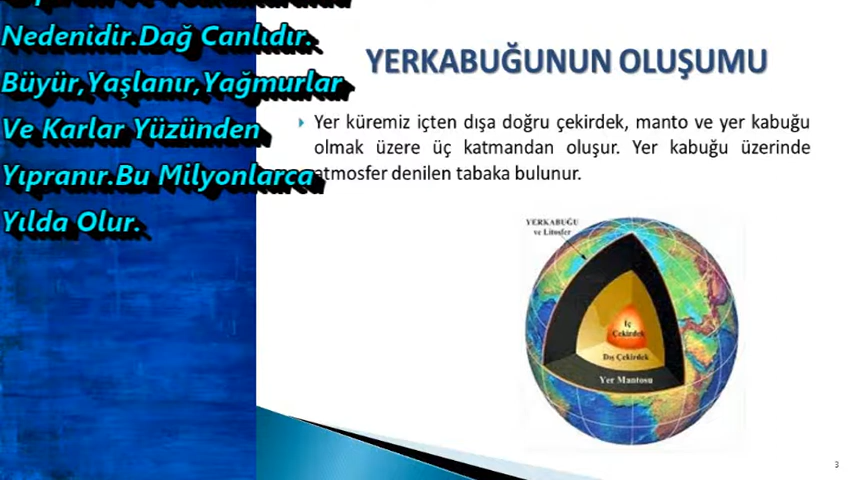 Nedenidir.Dağ Canlıdır.
Büyür,Yaşlanır,Yağmurlar
Ve Karlar Yüzünden
Yıpranır.Bu Milyonlarca
Yılda Olur.
YERKABUĞUNUN OLUŞUMU
Yer küremiz içten dışa doğru çekirdek, manto ve yer kabuğu
olmak üzere üç katmandan oluşur. Yer kabuğu üzerinde
atmosfer denilen tabaka bulunur.
YERKABUĞU
ve Litosfer
İç
Çekirdek
Dış Çekirdek
Yer Mantosu
3